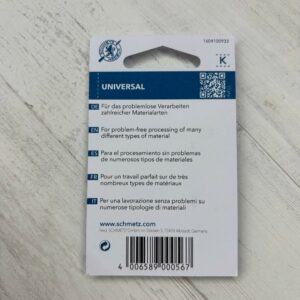 1604100933
K
UNIVERSAL
DE Für das problemlose Verarbeiten
zahlreicher Materialarten
EN For problem-free processing of many
different types of material
ES Para el procesamiento sin problemas
de numerosos tipos de materiales
FR Pour un travail parfait sur de très
nombreux types de matériaux
IT Per una lavorazione senza problemi su
numerose tipologie di materiali
www.schmetz.com
SCHMETZ GmbH
Germany
4 006589 000567